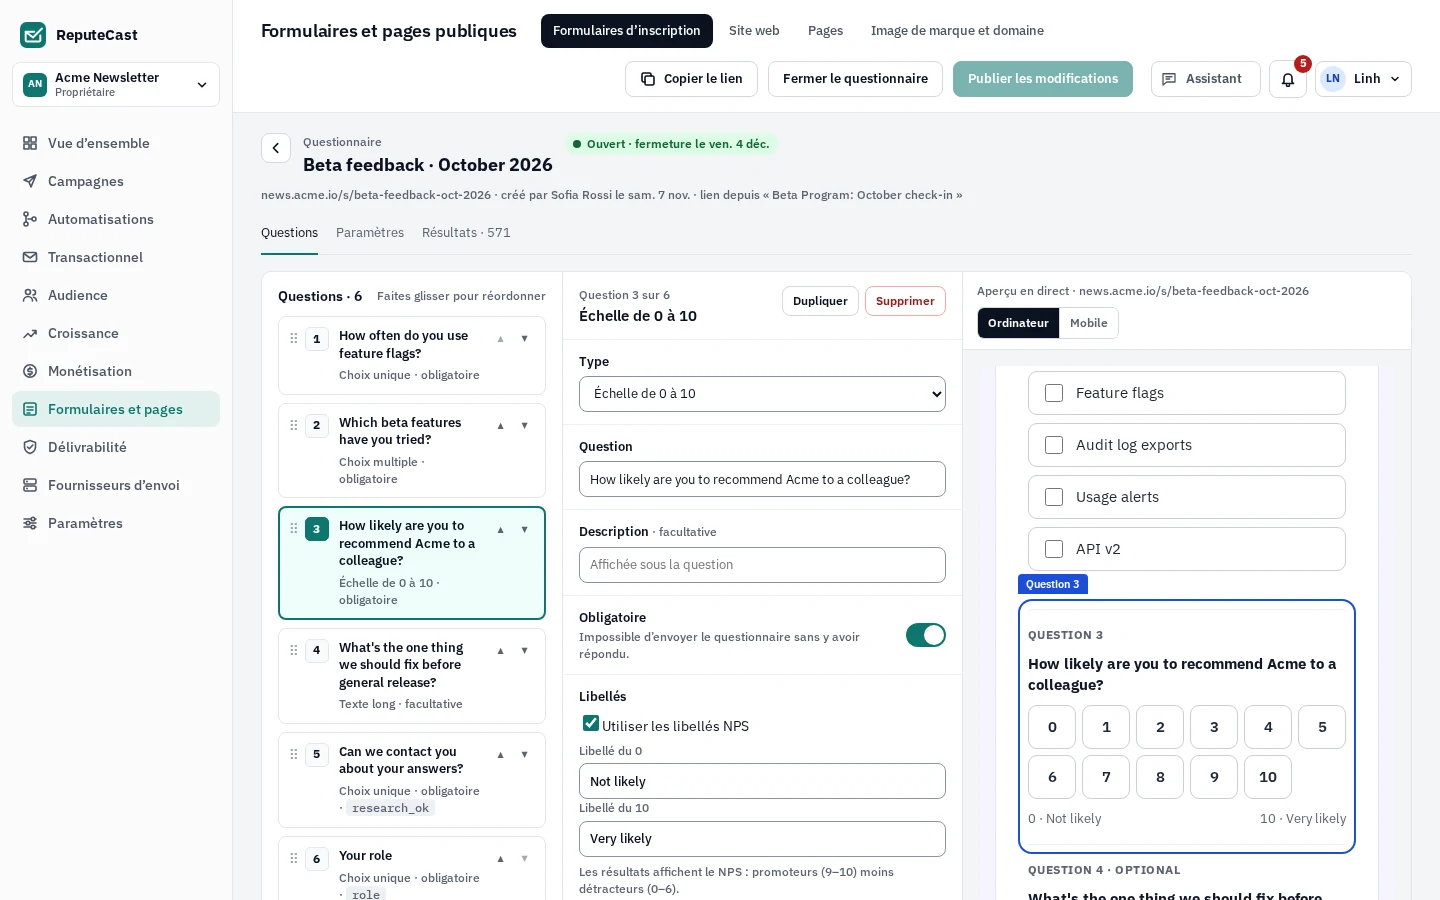 ReputeCast
AN
Acme Newsletter
Propriétaire
Vue d’ensemble
Campagnes
Automatisations
Transactionnel
Audience
Croissance
Monétisation
Formulaires et pages
Délivrabilité
Fournisseurs d’envoi
Paramètres
Formulaires et pages publiques
Formulaires d’inscription
Site web
Pages
Image de marque et domaine
Copier le lien
Fermer le questionnaire
Publier les modifications
Assistant
5
LN
Linh
Questionnaire
Beta feedback · October 2026
Ouvert · fermeture le ven. 4 déc.
news.acme.io/s/beta-feedback-oct-2026 · créé par Sofia Rossi le sam. 7 nov. · lien depuis « Beta Program: October check-in »
Questions
Paramètres
Résultats · 571
Questions · 6
Faites glisser pour réordonner
1
How often do you use
feature flags?
Choix unique · obligatoire
2
Which beta features
have you tried?
Choix multiple ·
obligatoire
3
How likely are you to
recommend Acme to a
colleague?
Échelle de 0 à 10 ·
obligatoire
4
What's the one thing
we should fix before
general release?
Texte long · facultative
5
Can we contact you
about your answers?
Choix unique · obligatoire
· research_ok
6
Your role
Choix unique · obligatoire
· role
Question 3 sur 6
Échelle de 0 à 10
Dupliquer
Supprimer
Type
Échelle de 0 à 10
Question
How likely are you to recommend Acme to a colleague?
Description · facultative
Affichée sous la question
Obligatoire
Impossible d’envoyer le questionnaire sans y avoir
répondu.
Libellés
Utiliser les libellés NPS
Libellé du 0
Not likely
Libellé du 10
Very likely
Les résultats affichent le NPS : promoteurs (9–10) moins
détracteurs (0–6).
Aperçu en direct · news.acme.io/s/beta-feedback-oct-2026
Ordinateur
Mobile
Feature flags
Audit log exports
Usage alerts
API v2
Question 3
QUESTION 3
How likely are you to recommend Acme to a
colleague?
0 1 2 3 4 5
6 7 8 9 10
0 · Not likely
10 · Very likely
QUESTION 4 · OPTIONAL
What's the one thing we should fix before